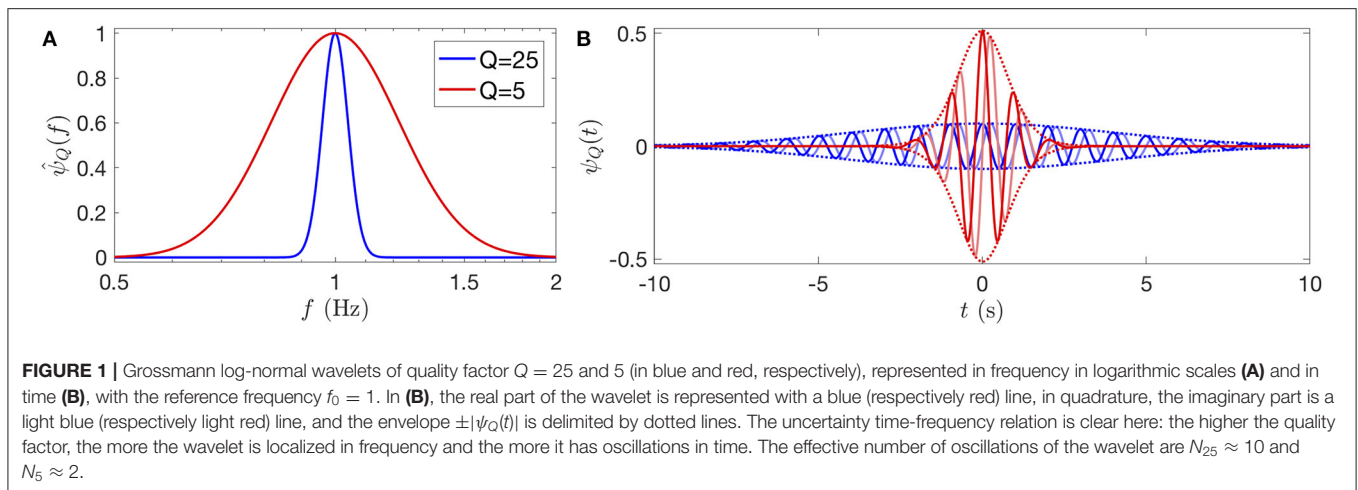 A
1
0.8
0.6
0.4
0.2
0
ψ̂_Q(f)
Q=25
Q=5
0.5 1 1.5 2
f (Hz)
B
0.5
0
-0.5
ψ_Q(t)
-10 -5 0 5 10
t (s)
FIGURE 1 | Grossmann log-normal wavelets of quality factor Q = 25 and 5 (in blue and red, respectively), represented in frequency in logarithmic scales (A) and in
time (B), with the reference frequency f₀ = 1. In (B), the real part of the wavelet is represented with a blue (respectively red) line, in quadrature, the imaginary part is a
light blue (respectively light red) line, and the envelope ±|ψ_Q(t)| is delimited by dotted lines. The uncertainty time-frequency relation is clear here: the higher the quality
factor, the more the wavelet is localized in frequency and the more it has oscillations in time. The effective number of oscillations of the wavelet are N₂₅ ≈ 10 and
N₅ ≈ 2.